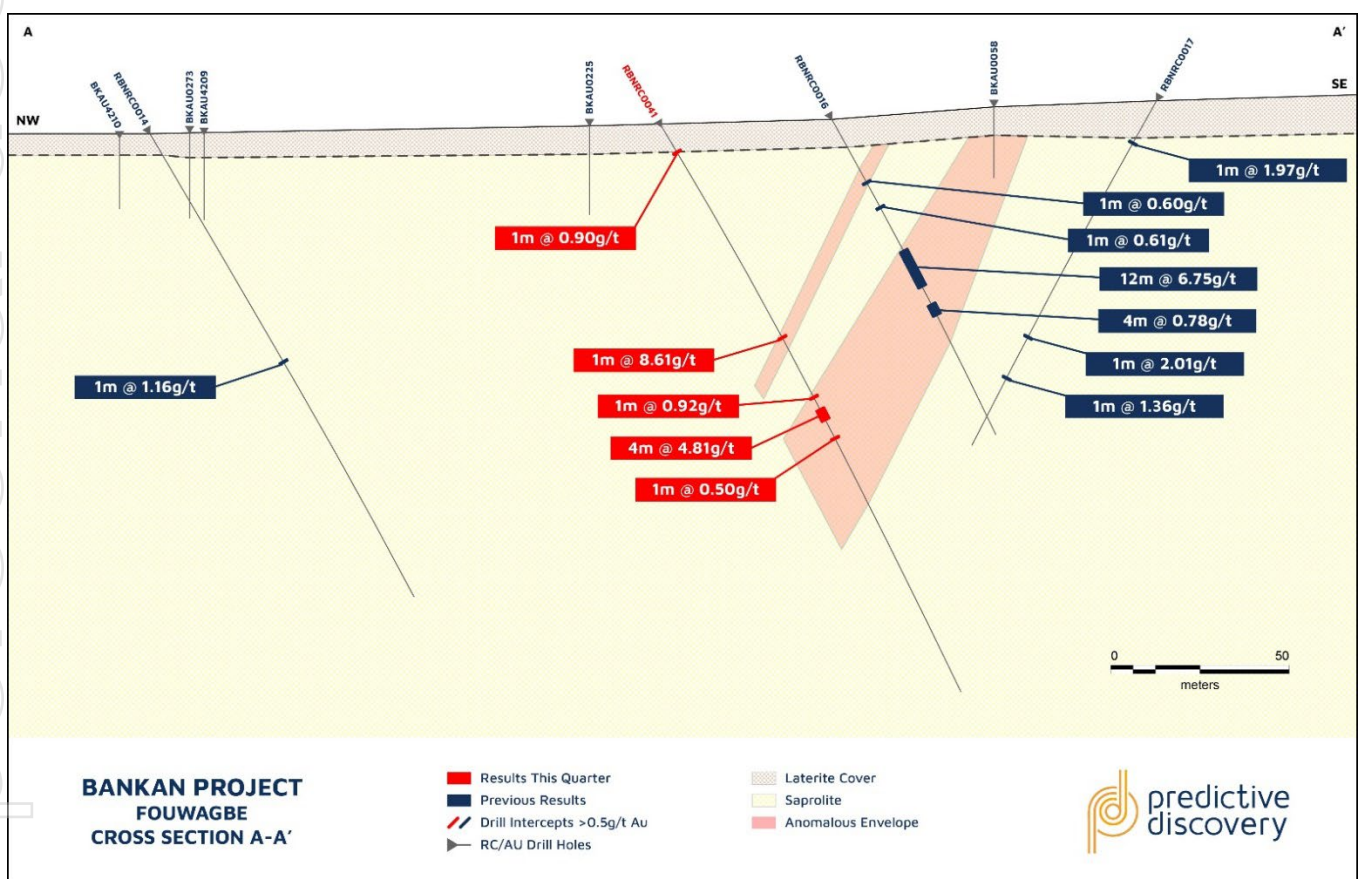 A
A'
NW
SE
BKAU4210
RBNRC0014
BKAU0273
BKAU4209
BKAU0225
RBNRC0041
RBNRC0016
BKAU0058
RBNRC0017
1m @ 1.97g/t
1m @ 0.60g/t
1m @ 0.90g/t
1m @ 0.61g/t
12m @ 6.75g/t
4m @ 0.78g/t
1m @ 8.61g/t
1m @ 2.01g/t
1m @ 1.16g/t
1m @ 0.92g/t
1m @ 1.36g/t
4m @ 4.81g/t
1m @ 0.50g/t
0 50
meters
BANKAN PROJECT
FOUWAGBE
CROSS SECTION A-A'
Results This Quarter
Previous Results
Drill Intercepts >0.5g/t Au
RC/AU Drill Holes
Laterite Cover
Saprolite
Anomalous Envelope
predictive
discovery